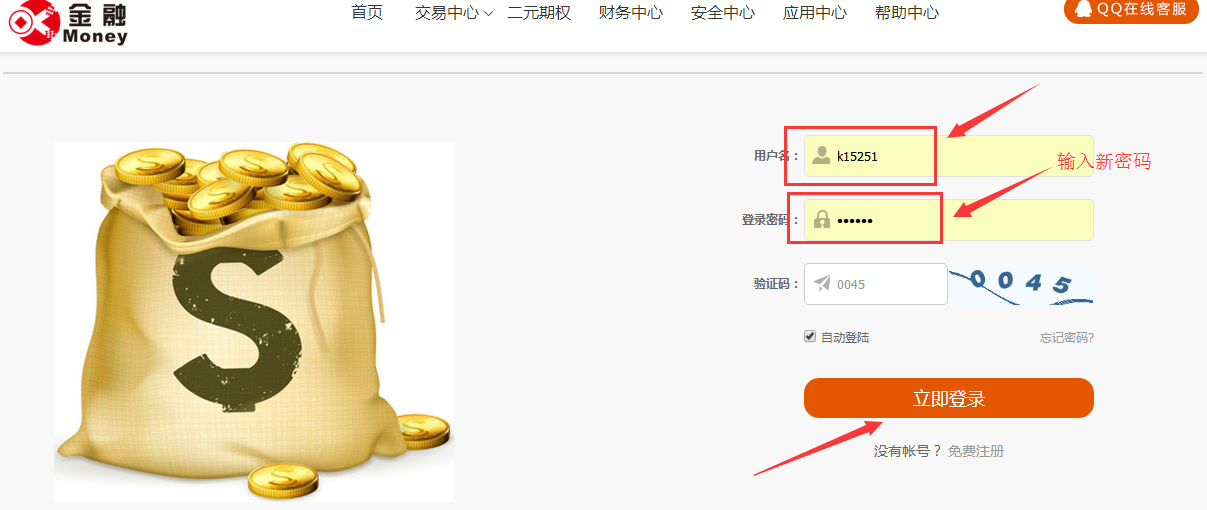 金融
Money
首页 交易中心 二元期权 财务中心 安全中心 应用中心 帮助中心
QQ在线客服
用户名： k15251
输入新密码
登录密码： ••••••
验证码： 0045 0045
自动登陆 忘记密码?
立即登录
没有帐号？ 免费注册
S